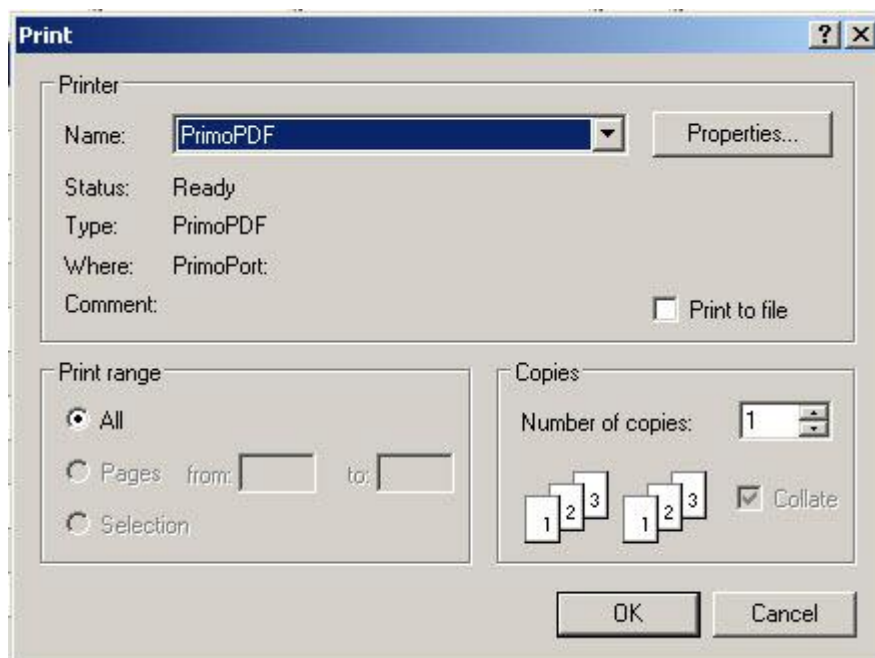 Print
Printer
Name: PrimoPDF Properties...
Status: Ready
Type: PrimoPDF
Where: PrimoPort:
Comment:
Print to file
Print range
All
Pages from: to:
Selection
Copies
Number of copies: 1
1 2 3 1 2 3
Collate
OK Cancel